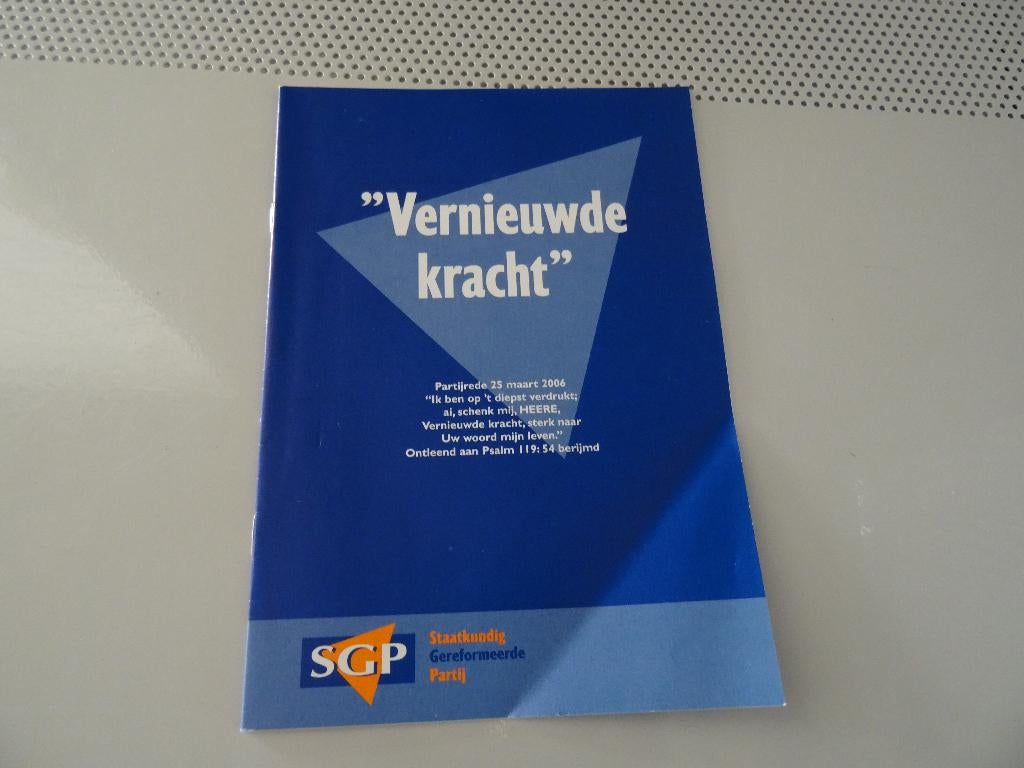 ”Vernieuwde
kracht”
Partijrede 25 maart 2006
“Ik ben op 't diepst verdrukt;
ai, schenk mij, HEERE,
Vernieuwde kracht, sterk naar
Uw woord mijn leven.”
Ontleend aan Psalm 119: 54 berijmd
SGP
Staatkundig
Gereformeerde
Partij